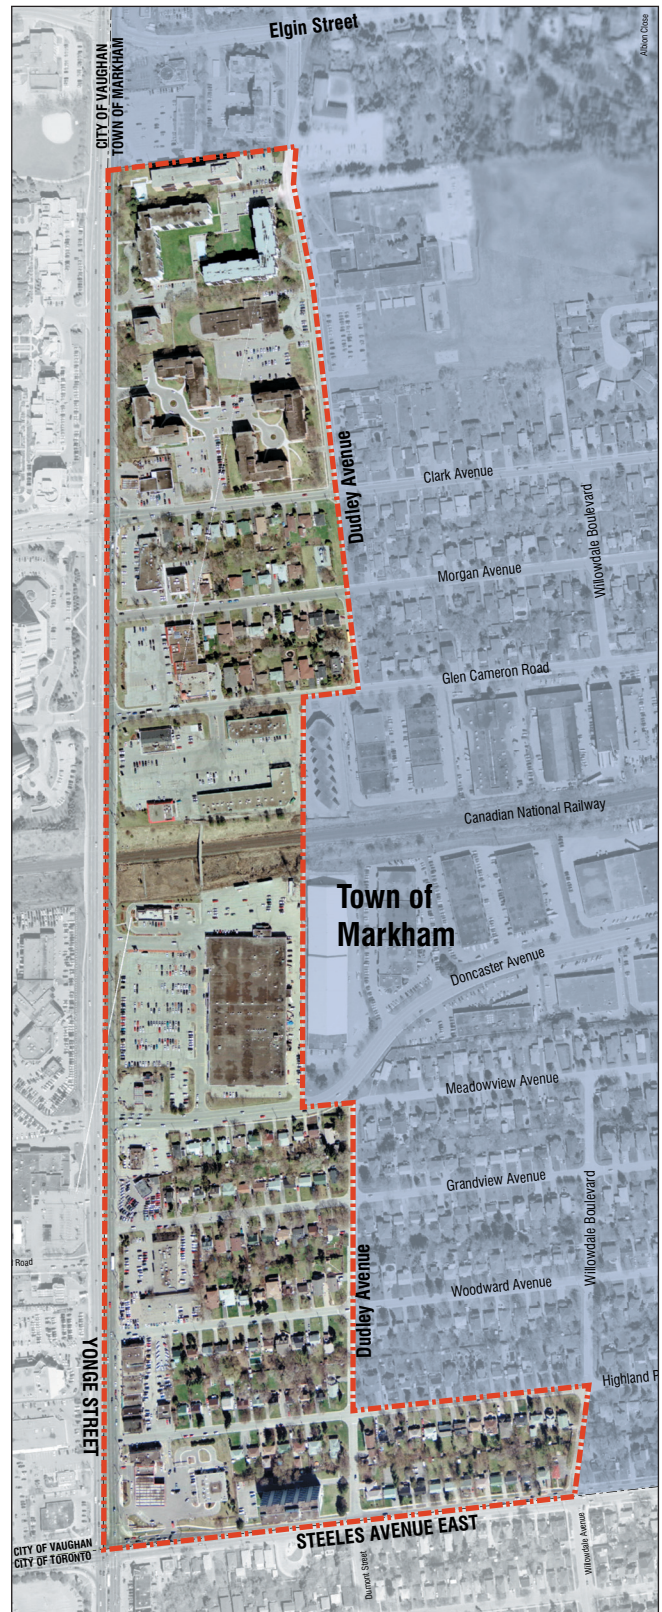 Elgin Street
Albion Close
CITY OF VAUGHAN
TOWN OF MARKHAM
Dudley Avenue
Clark Avenue
Willowdale Boulevard
Morgan Avenue
Glen Cameron Road
Canadian National Railway
Town of
Markham
Doncaster Avenue
Meadowview Avenue
Grandview Avenue
Willowdale Boulevard
Road
Dudley Avenue
Woodward Avenue
YONGE STREET
Highland P
STEELES AVENUE EAST
CITY OF VAUGHAN
CITY OF TORONTO
Dumont Street
Willowdale Avenue